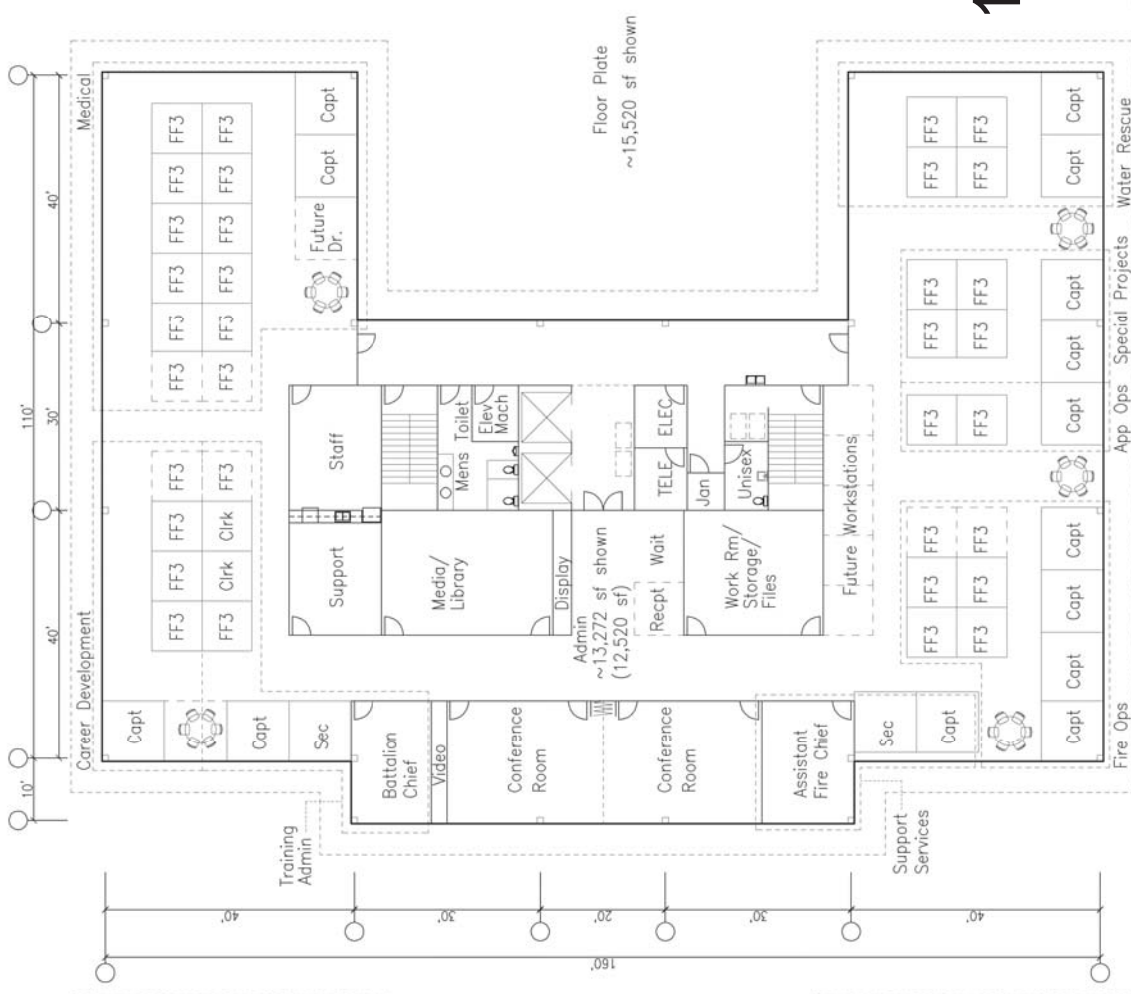 Medical
Career Development
40'
110'
30'
40'
10'
FF3 FF3 FF3 FF3 FF3 FF3
FF3 FF3 FF3 FF3 FF3 FF3
Capt
Capt
Future
Dr.
FF3 FF3 FF3 FF3
FF3 Clrk Clrk FF3
Capt
Capt
Sec
Floor Plate
~15,520 sf shown
Staff
Support
Mens Toilet
Elev
Mach
Media/
Library
Display
TELE
ELEC
Jan
Unisex
Admin
~13,272 sf shown
(12,520 sf)
Recpt
Wait
Work Rm/
Storage/
Files
Future Workstations
Battalion
Chief
Video
Conference
Room
Conference
Room
Assistant
Fire Chief
Sec
Capt
Training
Admin
Support
Services
FF3 FF3
FF3 FF3
FF3 FF3
FF3 FF3
FF3 FF3
FF3 FF3 FF3
FF3 FF3 FF3
Capt
Capt
Capt
Capt
Capt
Capt
Capt
Capt
Capt
Fire Ops
App Ops
Special Projects
Water Rescue
40'
30'
20'
30'
40'
160'